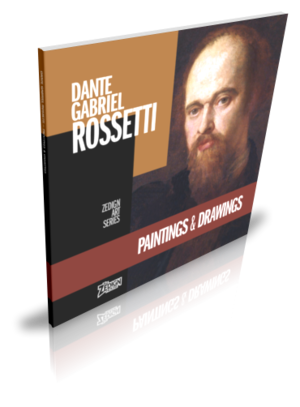 DANTE
GABRIEL
ROSSETTI
ZEDIGN
ART
SERIES
PAINTINGS & DRAWINGS
ZEDIGN